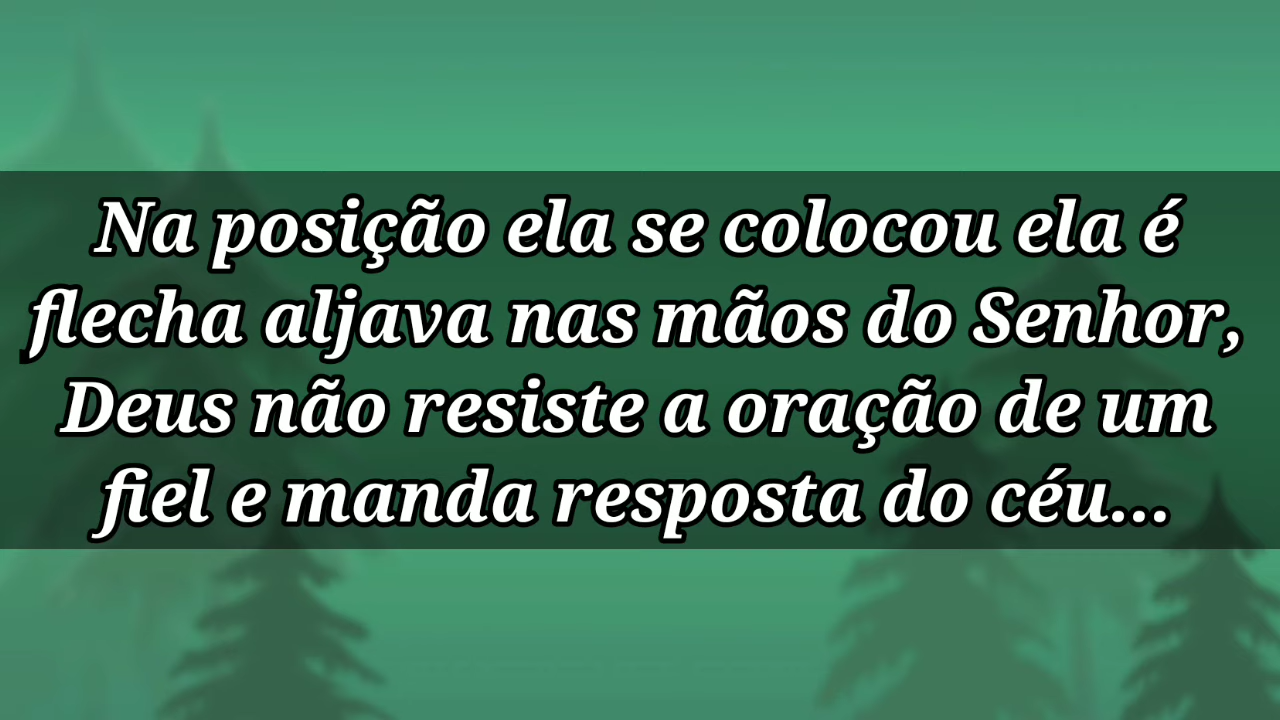 Na posição ela se colocou ela é
flecha aljava nas mãos do Senhor,
Deus não resiste a oração de um
fiel e manda resposta do céu...